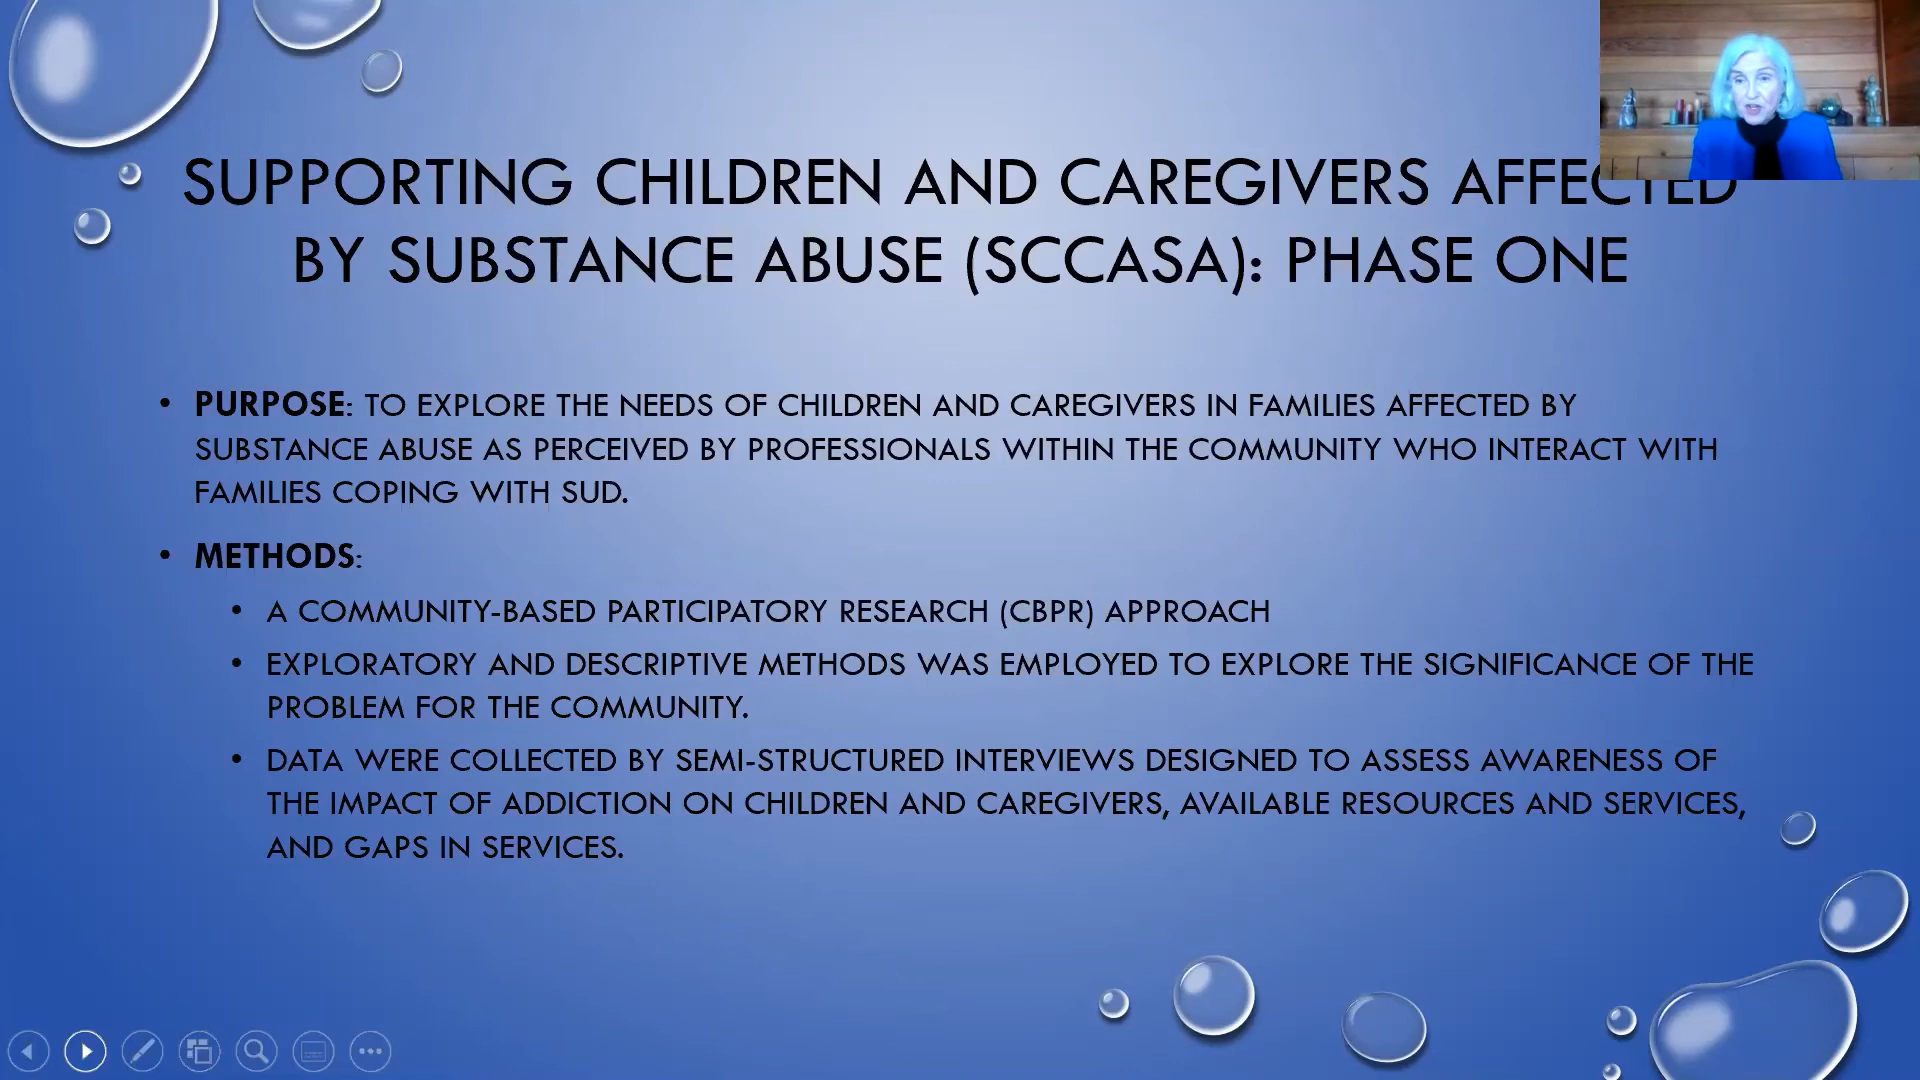 SUPPORTING CHILDREN AND CAREGIVERS AFFECTED
BY SUBSTANCE ABUSE (SCCASA): PHASE ONE
• PURPOSE: TO EXPLORE THE NEEDS OF CHILDREN AND CAREGIVERS IN FAMILIES AFFECTED BY
SUBSTANCE ABUSE AS PERCEIVED BY PROFESSIONALS WITHIN THE COMMUNITY WHO INTERACT WITH
FAMILIES COPING WITH SUD.
• METHODS:
• A COMMUNITY-BASED PARTICIPATORY RESEARCH (CBPR) APPROACH
• EXPLORATORY AND DESCRIPTIVE METHODS WAS EMPLOYED TO EXPLORE THE SIGNIFICANCE OF THE
PROBLEM FOR THE COMMUNITY.
• DATA WERE COLLECTED BY SEMI-STRUCTURED INTERVIEWS DESIGNED TO ASSESS AWARENESS OF
THE IMPACT OF ADDICTION ON CHILDREN AND CAREGIVERS, AVAILABLE RESOURCES AND SERVICES,
AND GAPS IN SERVICES.